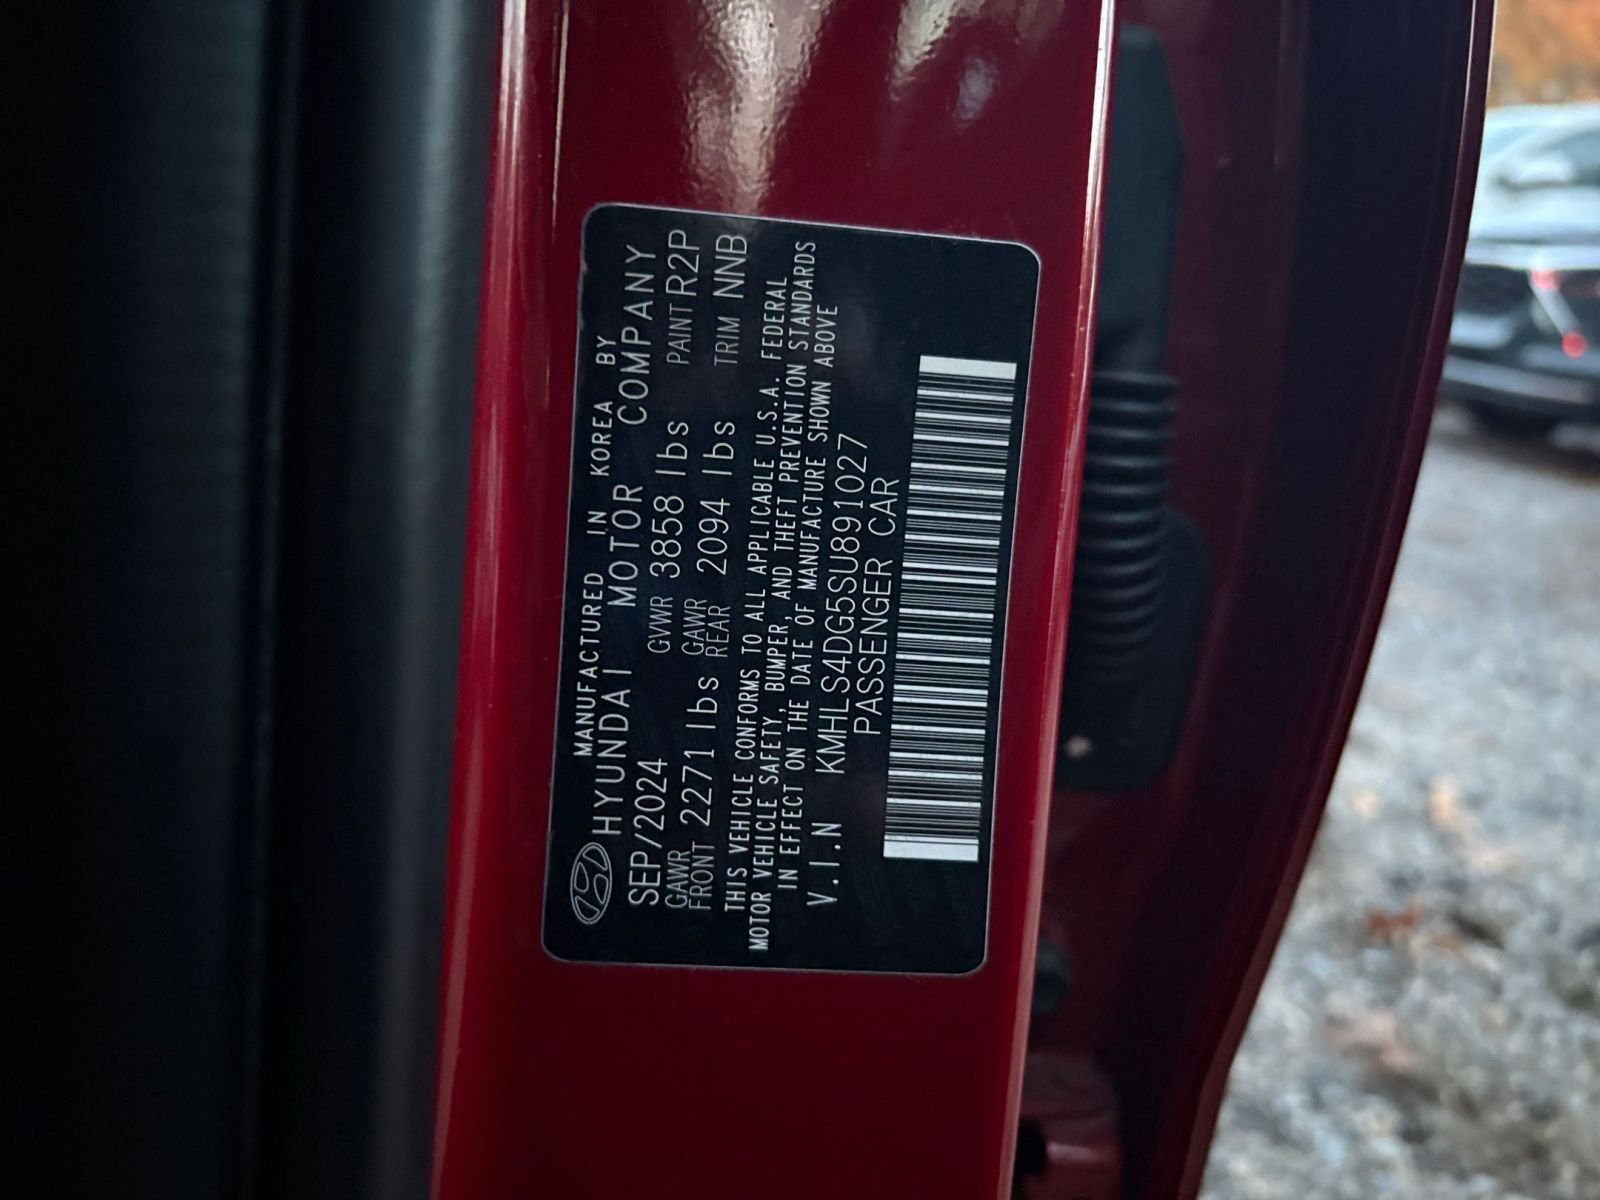 MANUFACTURED IN KOREA BY
HYUNDAI MOTOR COMPANY
SEP/2024 GVWR 3858 lbs PAINT R2P
GAWR FRONT 2271 lbs GAWR REAR 2094 lbs TRIM NNB
THIS VEHICLE CONFORMS TO ALL APPLICABLE U.S.A. FEDERAL
MOTOR VEHICLE SAFETY, BUMPER, AND THEFT PREVENTION STANDARDS
IN EFFECT ON THE DATE OF MANUFACTURE SHOWN ABOVE
V.I.N KMHLS4DG5SU891027
PASSENGER CAR